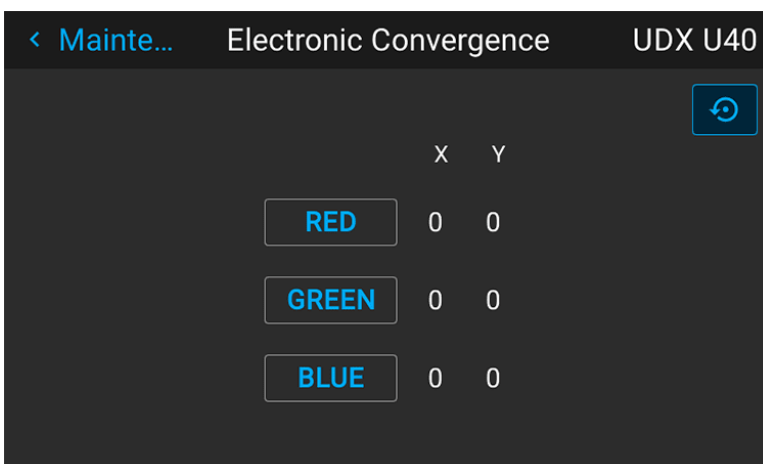 < Mainte... Electronic Convergence UDX U40
X Y
RED 0 0
GREEN 0 0
BLUE 0 0